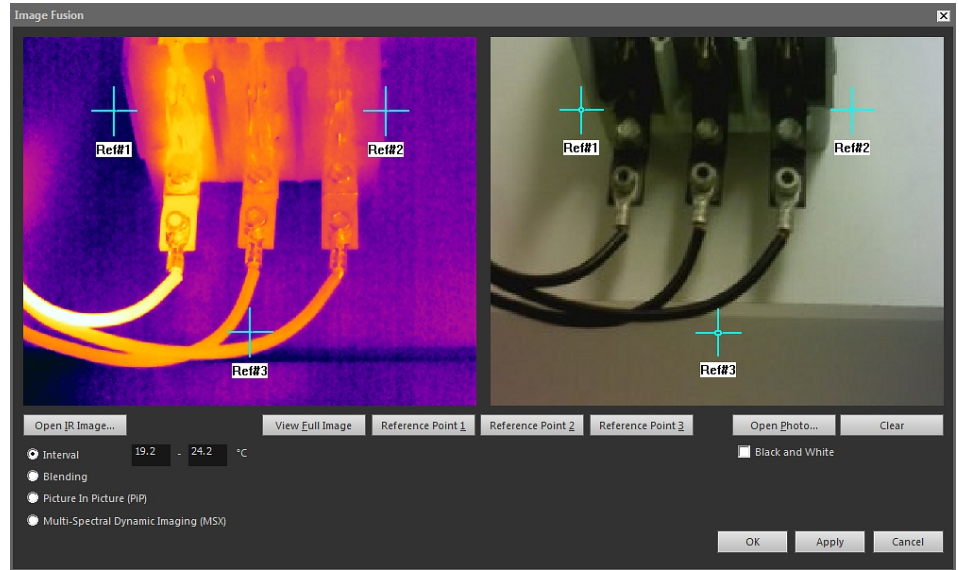 Image Fusion
Ref#1
Ref#2
Ref#3
Ref#1
Ref#2
Ref#3
Open IR Image...
View Full Image
Reference Point 1
Reference Point 2
Reference Point 3
Open Photo...
Clear
Interval 19.2 - 24.2 °C
Black and White
Blending
Picture In Picture (PiP)
Multi-Spectral Dynamic Imaging (MSX)
OK
Apply
Cancel